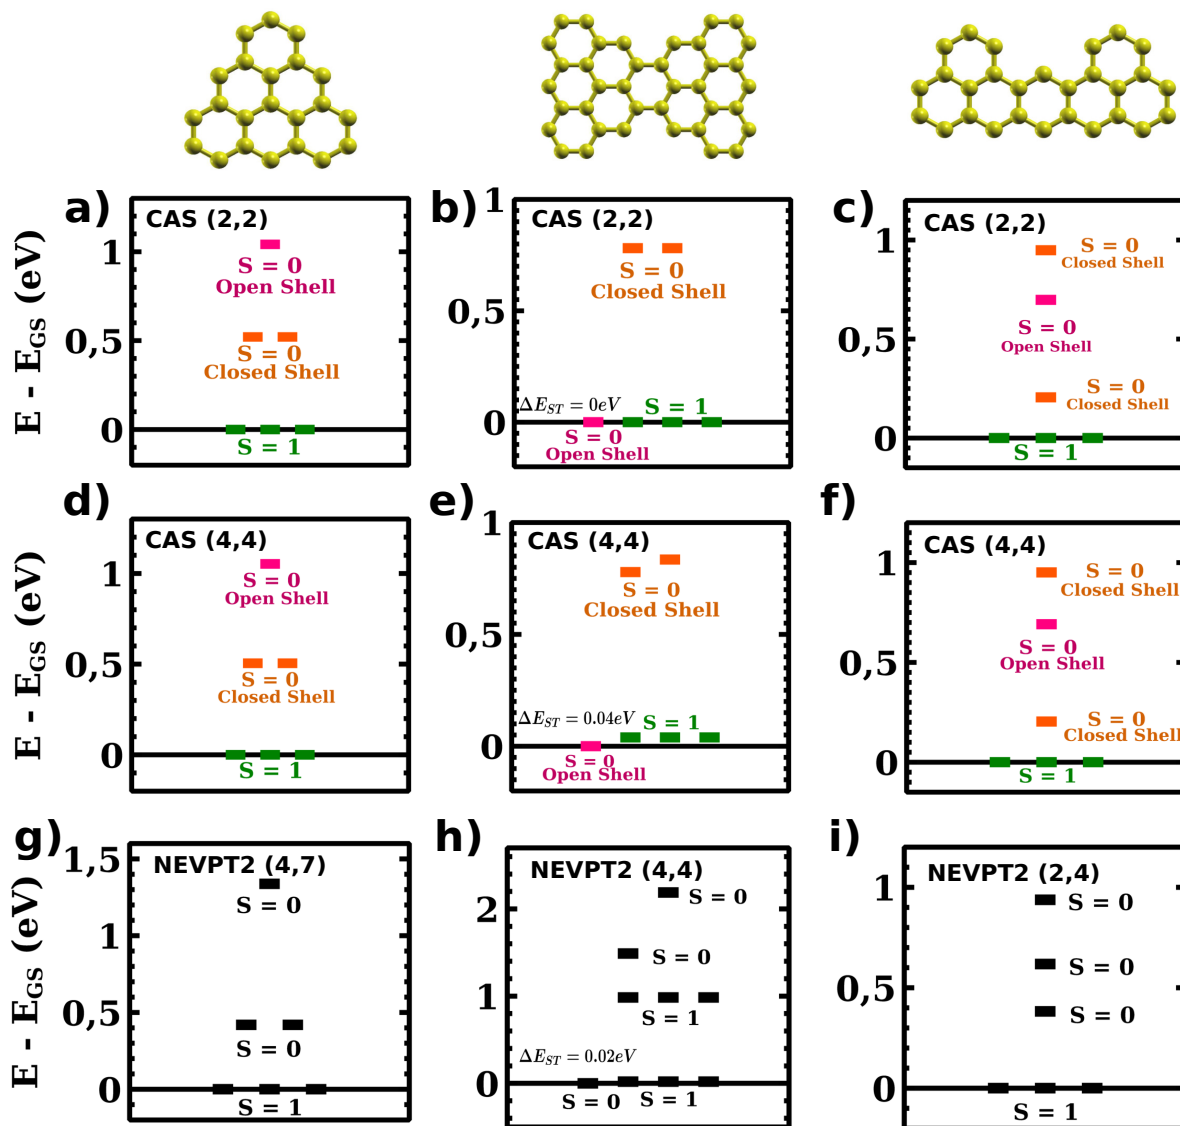 a)
CAS (2,2)
E - E_GS (eV)
1
0,5
0
S = 0
Open Shell
S = 0
Closed Shell
S = 1
b)
CAS (2,2)
1
0,5
0
S = 0
Closed Shell
ΔE_ST = 0eV
S = 1
S = 0
Open Shell
c)
CAS (2,2)
1
0,5
0
S = 0
Closed Shell
S = 0
Open Shell
S = 0
Closed Shell
S = 1
d)
CAS (4,4)
E - E_GS (eV)
1
0,5
0
S = 0
Open Shell
S = 0
Closed Shell
S = 1
e)
CAS (4,4)
1
0,5
0
S = 0
Closed Shell
ΔE_ST = 0.04eV
S = 1
S = 0
Open Shell
f)
CAS (4,4)
1
0,5
0
S = 0
Closed Shell
S = 0
Open Shell
S = 0
Closed Shell
S = 1
g)
NEVPT2 (4,7)
E - E_GS (eV)
1,5
1
0,5
0
S = 0
S = 0
S = 1
h)
NEVPT2 (4,4)
2
1
0
S = 0
S = 0
S = 1
ΔE_ST = 0.02eV
S = 0
S = 1
i)
NEVPT2 (2,4)
1
0,5
0
S = 0
S = 0
S = 0
S = 1